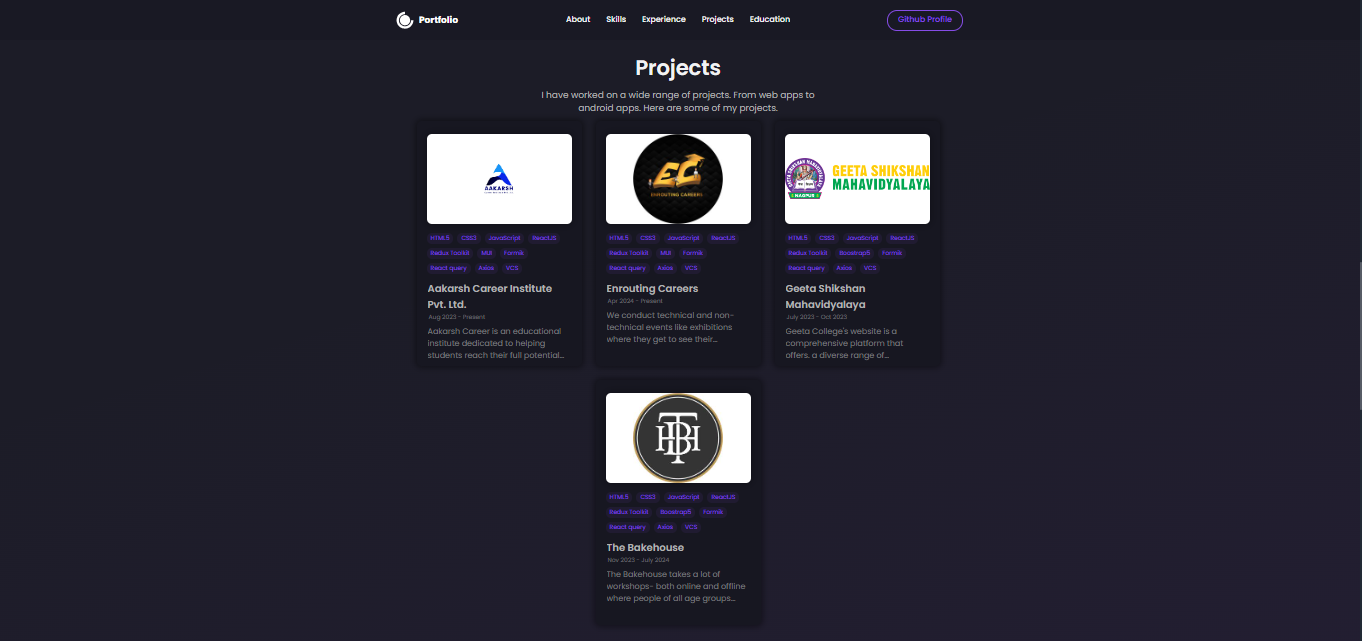 Portfolio
About Skills Experience Projects Education
Github Profile
Projects
I have worked on a wide range of projects. From web apps to
android apps. Here are some of my projects.
AAKARSH
HTML5 CSS3 JavaScript ReactJS
Redux Toolkit MUI Formik
React query Axios VCS
Aakarsh Career Institute
Pvt. Ltd.
Aug 2023 - Present
Aakarsh Career is an educational
institute dedicated to helping
students reach their full potential...
EC
ENROUTING CAREERS
HTML5 CSS3 JavaScript ReactJS
Redux Toolkit MUI Formik
React query Axios VCS
Enrouting Careers
Apr 2024 - Present
We conduct technical and non-
technical events like exhibitions
where they get to see their...
GEETA SHIKSHAN
MAHAVIDYALAYA
NAGPUR
HTML5 CSS3 JavaScript ReactJS
Redux Toolkit Boostrap5 Formik
React query Axios VCS
Geeta Shikshan
Mahavidyalaya
July 2023 - Oct 2023
Geeta College's website is a
comprehensive platform that
offers. a diverse range of...
TBH
HTML5 CSS3 JavaScript ReactJS
Redux Toolkit Boostrap5 Formik
React query Axios VCS
The Bakehouse
Nov 2023 - July 2024
The Bakehouse takes a lot of
workshops- both online and offline
where people of all age groups...